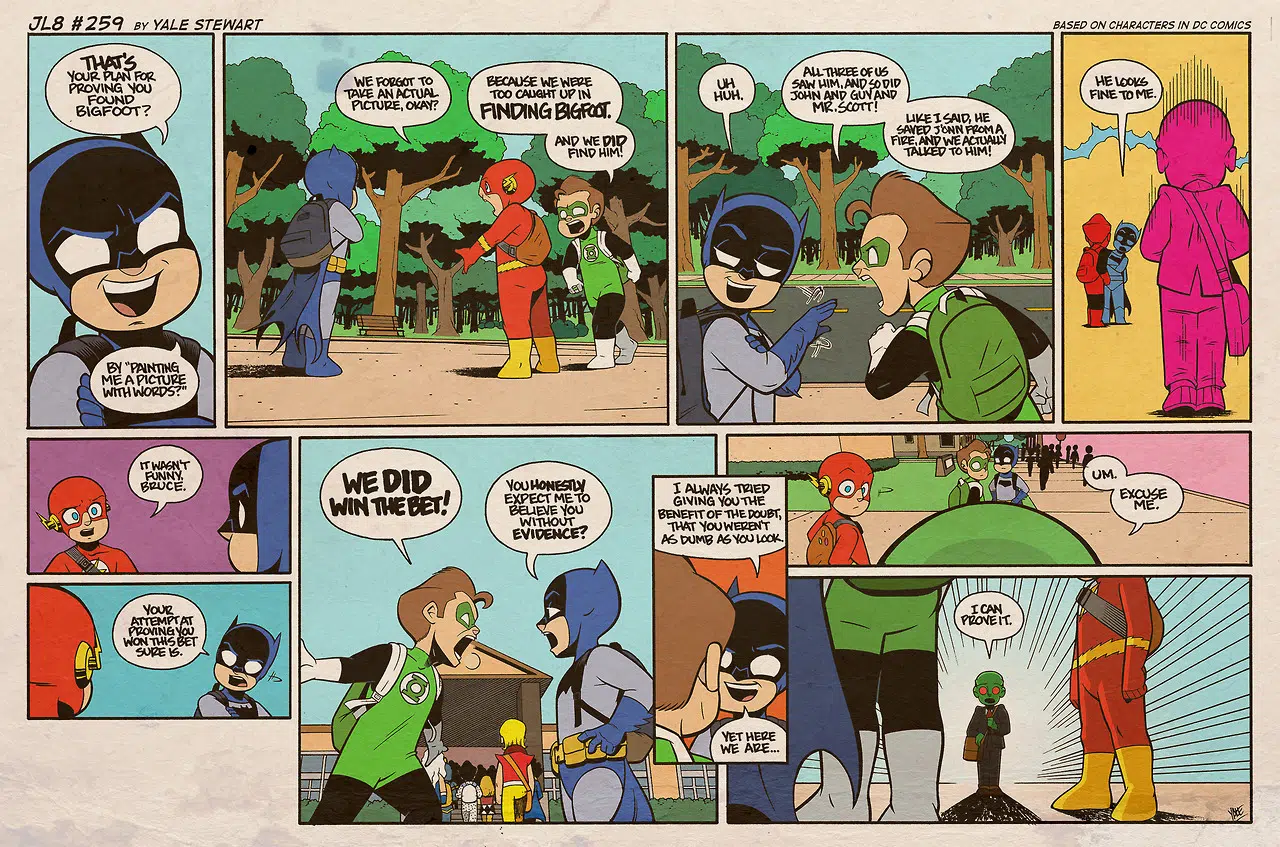 JL8 #259 BY YALE STEWART
BASED ON CHARACTERS IN DC COMICS
THAT'S
YOUR PLAN FOR
PROVING YOU
FOUND
BIGFOOT?
BY "PAINTING
ME A PICTURE
WITH WORDS?"
WE FORGOT TO
TAKE AN ACTUAL
PICTURE, OKAY?
BECAUSE WE WERE
TOO CAUGHT UP IN
FINDING BIGFOOT.
AND WE DID
FIND HIM!
UH
HUH.
ALL THREE OF US
SAW HIM, AND SO DID
JOHN AND GUY AND
MR. SCOTT!
LIKE I SAID, HE
SAVED J'ONN FROM A
FIRE, AND WE ACTUALLY
TALKED TO HIM!
HE LOOKS
FINE TO ME.
IT WASN'T
FUNNY,
BRUCE.
YOUR
ATTEMPT AT
PROVING YOU
WON THIS BET
SURE IS.
WE DID
WIN THE BET!
YOU HONESTLY
EXPECT ME TO
BELIEVE YOU
WITHOUT
EVIDENCE?
I ALWAYS TRIED
GIVING YOU THE
BENEFIT OF THE DOUBT,
THAT YOU WEREN'T
AS DUMB AS YOU LOOK.
YET HERE
WE ARE...
UM.
EXCUSE
ME.
I CAN
PROVE IT.
YALE